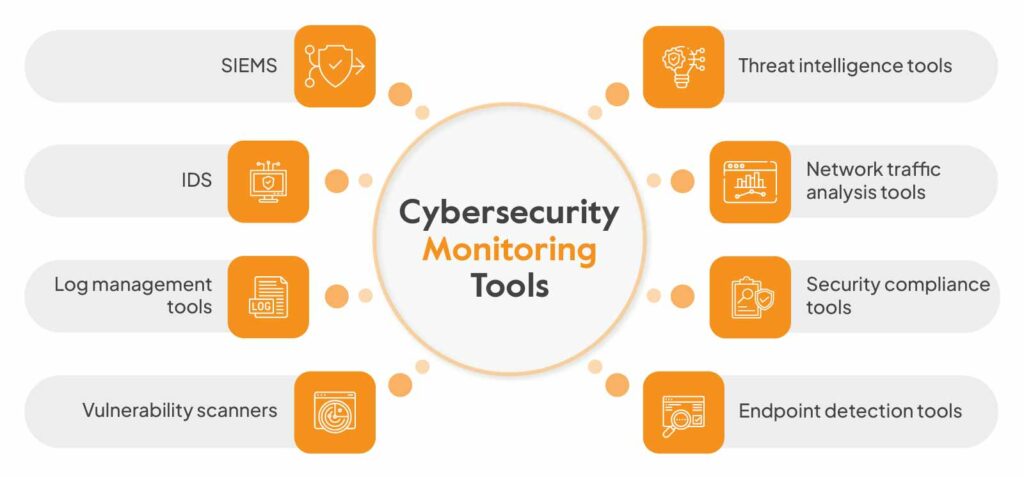 SIEMS
IDS
Log management
tools
LOG
Vulnerability scanners
Cybersecurity
Monitoring
Tools
Threat intelligence tools
Network traffic
analysis tools
Security compliance
tools
Endpoint detection tools